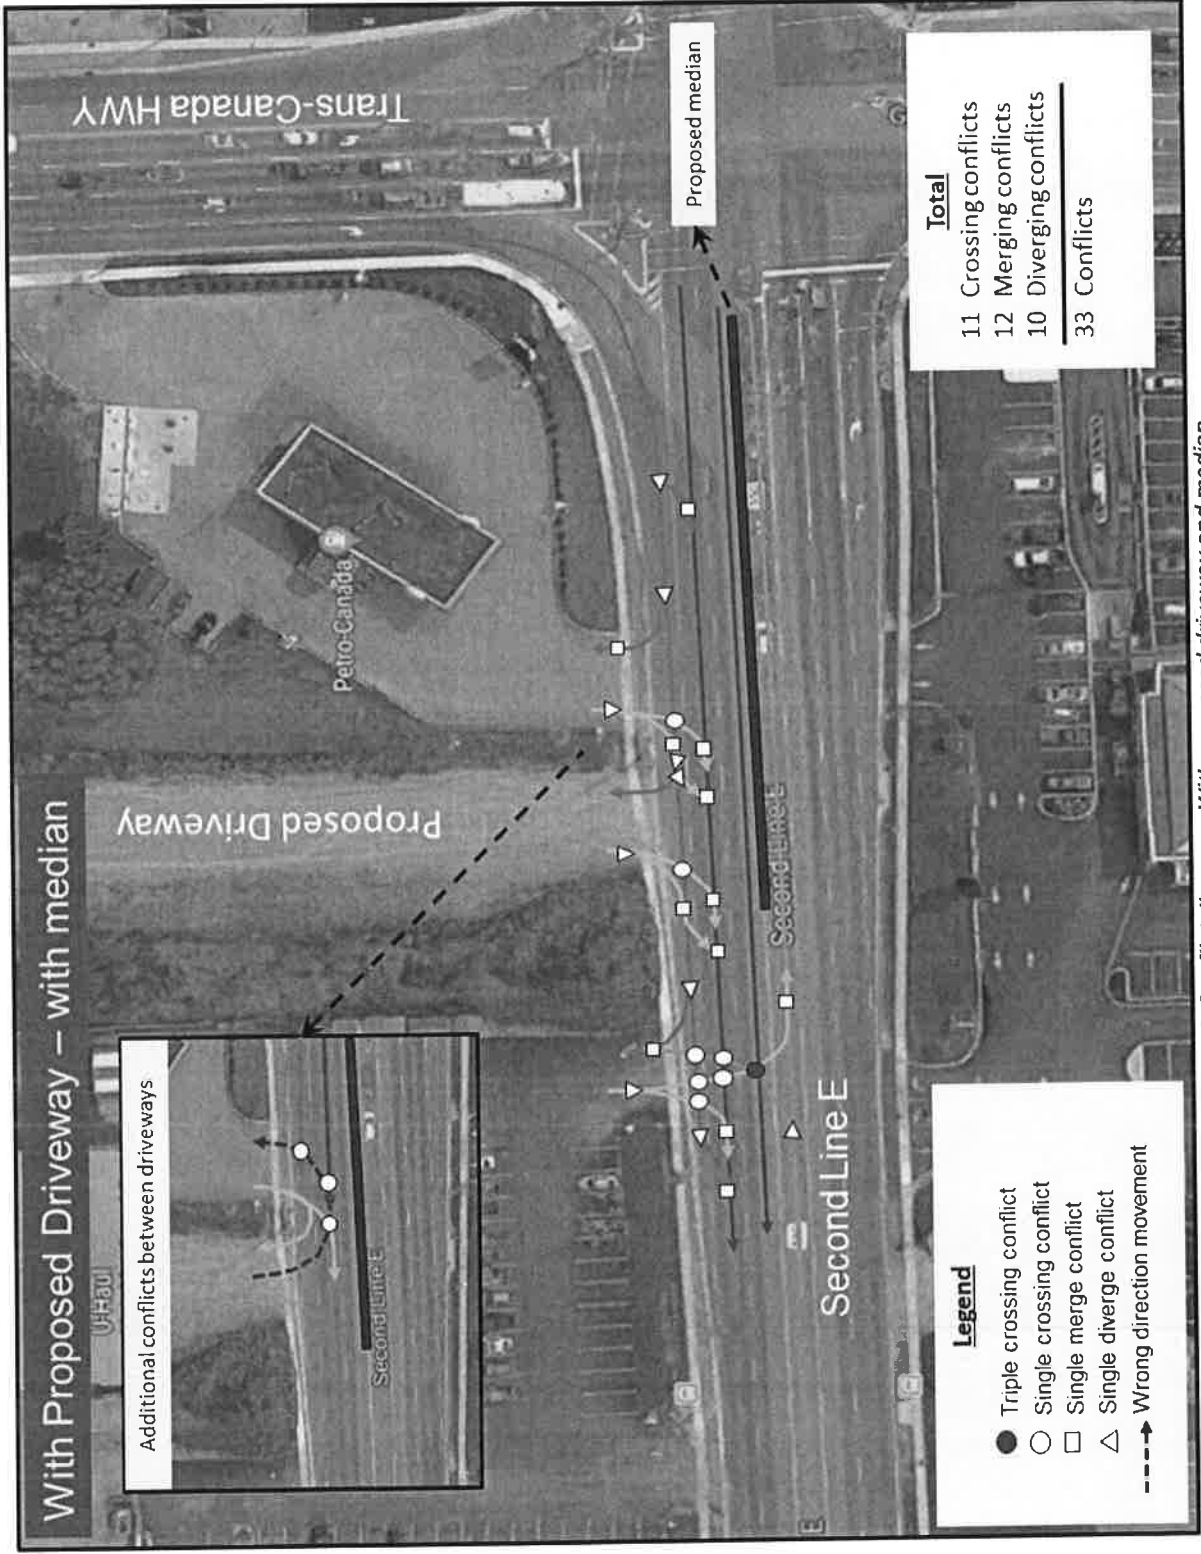 With Proposed Driveway – with median
U-Haul
Additional conflicts between driveways
Second Line E
Proposed Driveway
Petro-Canada
Trans-Canada HWY
Proposed median
Second Line E
Second Line E
E
Legend
Triple crossing conflict
Single crossing conflict
Single merge conflict
Single diverge conflict
Wrong direction movement
Total
11 Crossing conflicts
12 Merging conflicts
10 Diverging conflicts
33 Conflicts
and median